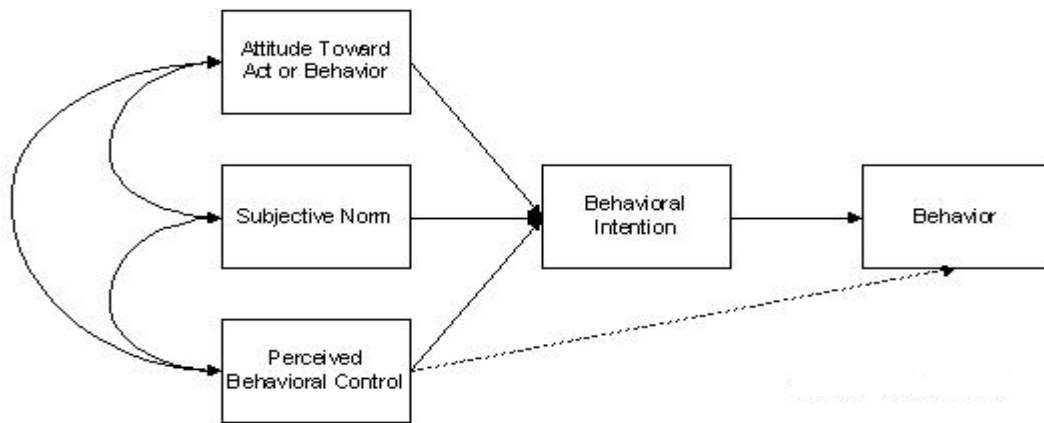 Attitude Toward
Act or Behavior
Subjective Norm
Behavioral
Intention
Behavior
Perceived
Behavioral Control